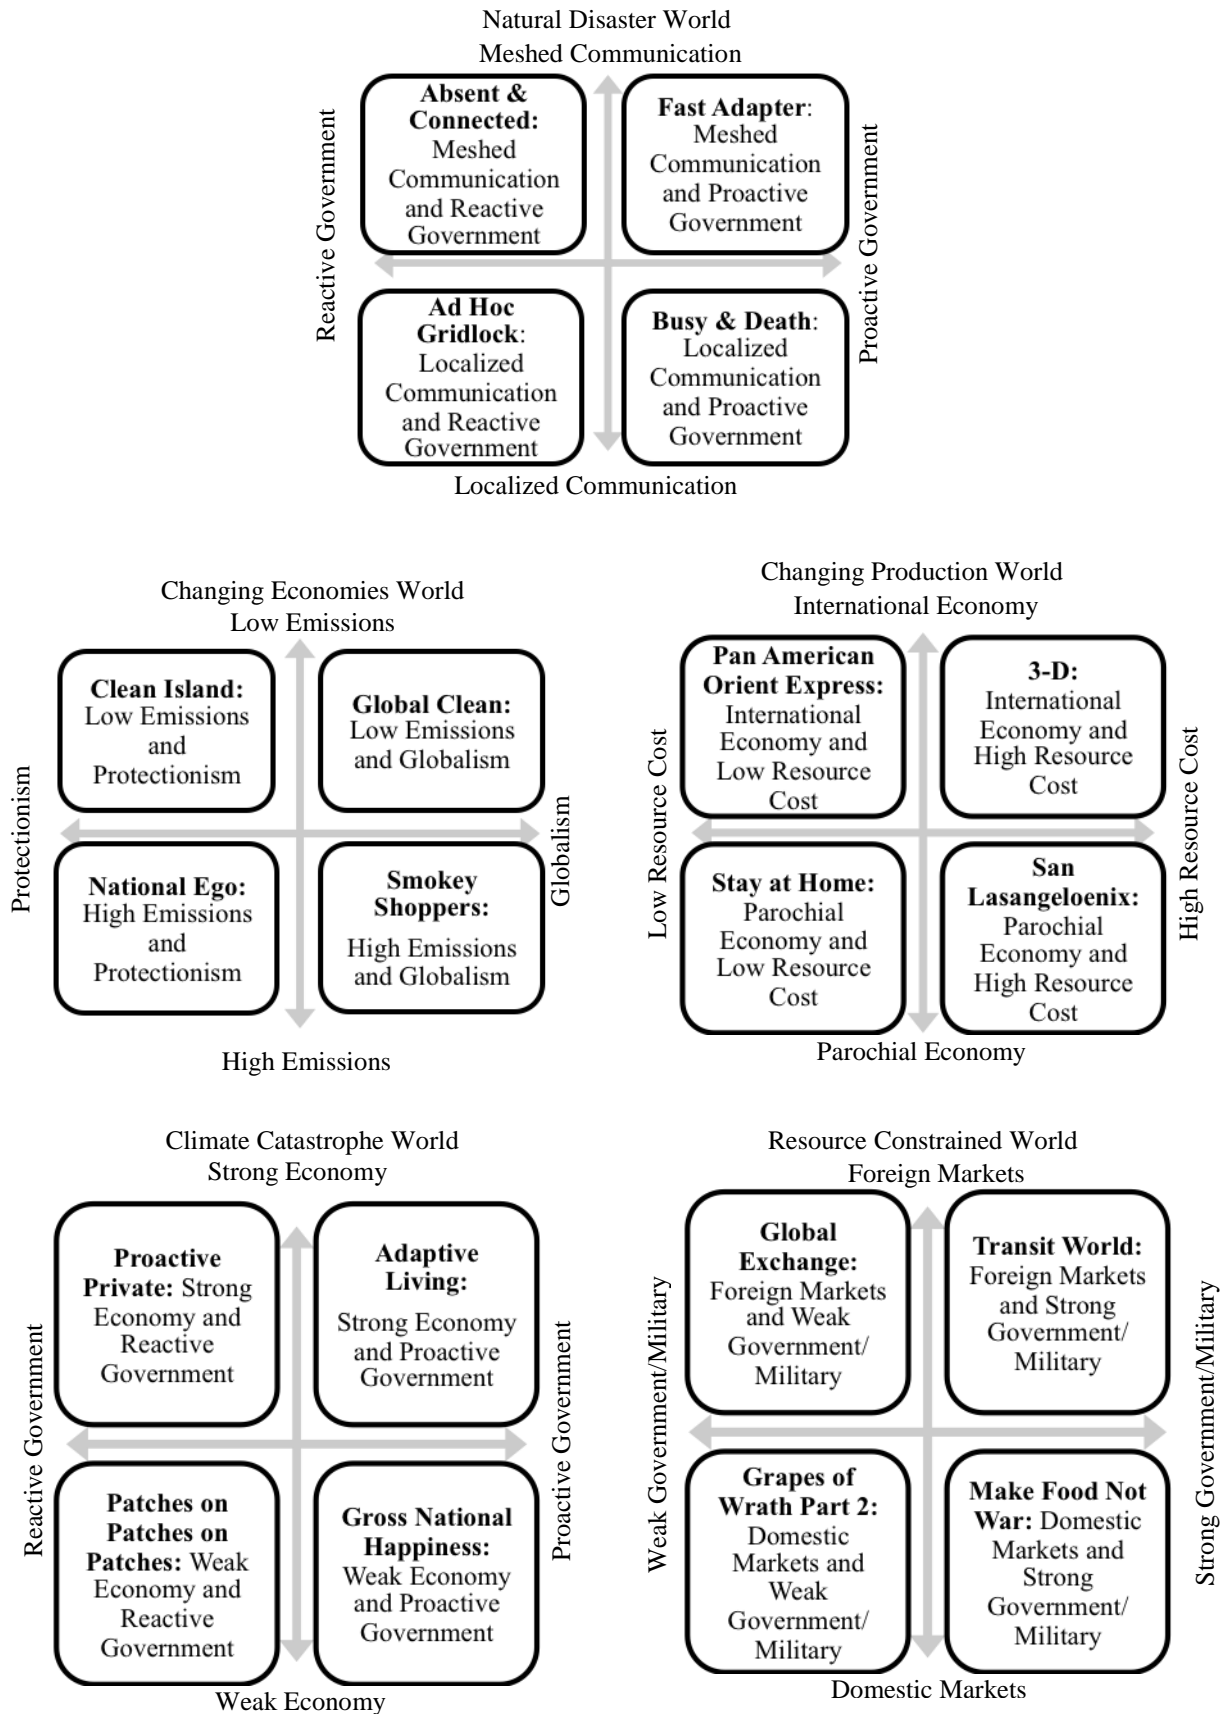 Natural Disaster World
Meshed Communication
Reactive Government
Absent &
Connected:
Meshed
Communication
and Reactive
Government
Fast Adapter:
Meshed
Communication
and Proactive
Government
Proactive Government
Ad Hoc
Gridlock:
Localized
Communication
and Reactive
Government
Busy & Death:
Localized
Communication
and Proactive
Government
Localized Communication
Changing Economies World
Low Emissions
Protectionism
Clean Island:
Low Emissions
and
Protectionism
Global Clean:
Low Emissions
and Globalism
Globalism
National Ego:
High Emissions
and
Protectionism
Smokey
Shoppers:
High Emissions
and Globalism
High Emissions
Changing Production World
International Economy
Low Resource Cost
Pan American
Orient Express:
International
Economy and
Low Resource
Cost
3-D:
International
Economy and
High Resource
Cost
High Resource Cost
Stay at Home:
Parochial
Economy and
Low Resource
Cost
San
Lasangeloenix:
Parochial
Economy and
High Resource
Cost
Parochial Economy
Climate Catastrophe World
Strong Economy
Reactive Government
Proactive
Private: Strong
Economy and
Reactive
Government
Adaptive
Living:
Strong Economy
and Proactive
Government
Proactive Government
Patches on
Patches on
Patches: Weak
Economy and
Reactive
Government
Gross National
Happiness:
Weak Economy
and Proactive
Government
Weak Economy
Resource Constrained World
Foreign Markets
Weak Government/Military
Global
Exchange:
Foreign Markets
and Weak
Government/
Military
Transit World:
Foreign Markets
and Strong
Government/
Military
Strong Government/Military
Grapes of
Wrath Part 2:
Domestic
Markets and
Weak
Government/
Military
Make Food Not
War: Domestic
Markets and
Strong
Government/
Military
Domestic Markets